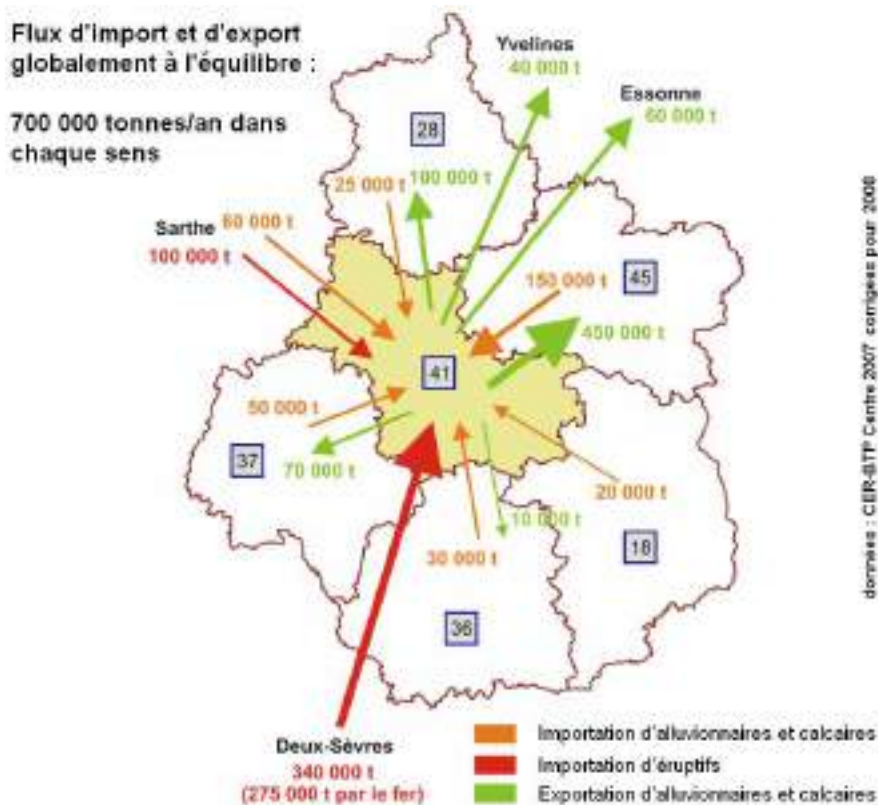 Flux d'import et d'export
globalement à l'équilibre :
700 000 tonnes/an dans
chaque sens
Yvelines
40 000 t
Essonne
60 000 t
28
25 000 t
100 000 t
Sarthe
60 000 t
100 000 t
150 000 t
45
450 000 t
41
50 000 t
37
70 000 t
20 000 t
10 000 t
30 000 t
18
36
Deux-Sèvres
340 000 t
(275 000 t par le fer)
Importation d'alluvionnaires et calcaires
Importation d'éruptifs
Exportation d'alluvionnaires et calcaires
données : CER-BTP Centre 2007 corrigées pour 2008